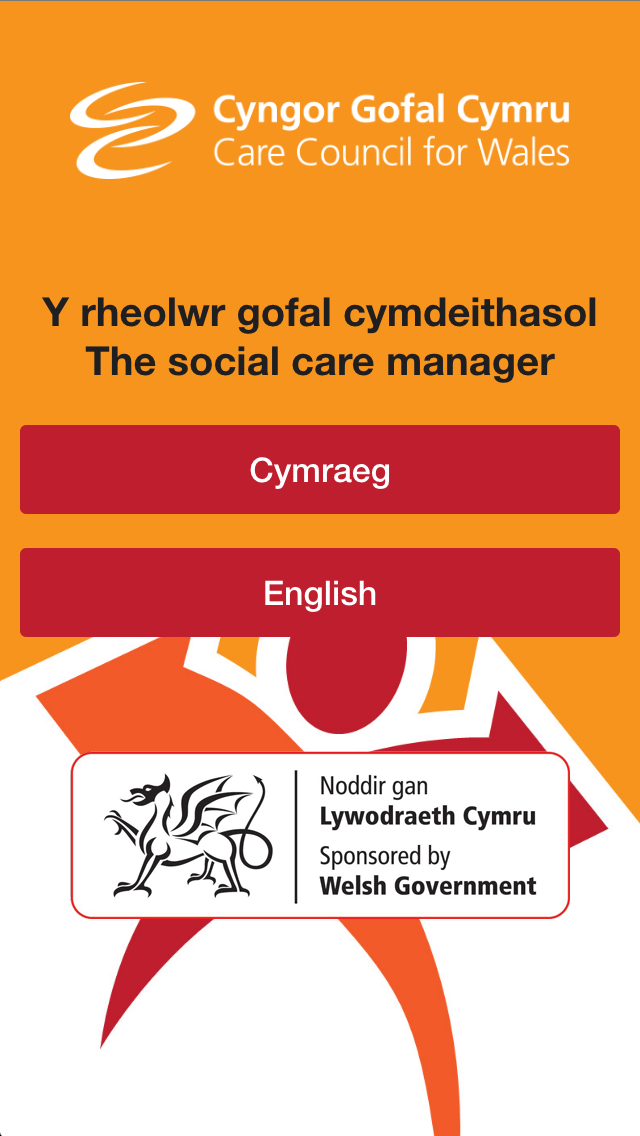 Cyngor Gofal Cymru
Care Council for Wales
Y rheolwr gofal cymdeithasol
The social care manager
Cymraeg
English
Noddir gan
Lywodraeth Cymru
Sponsored by
Welsh Government